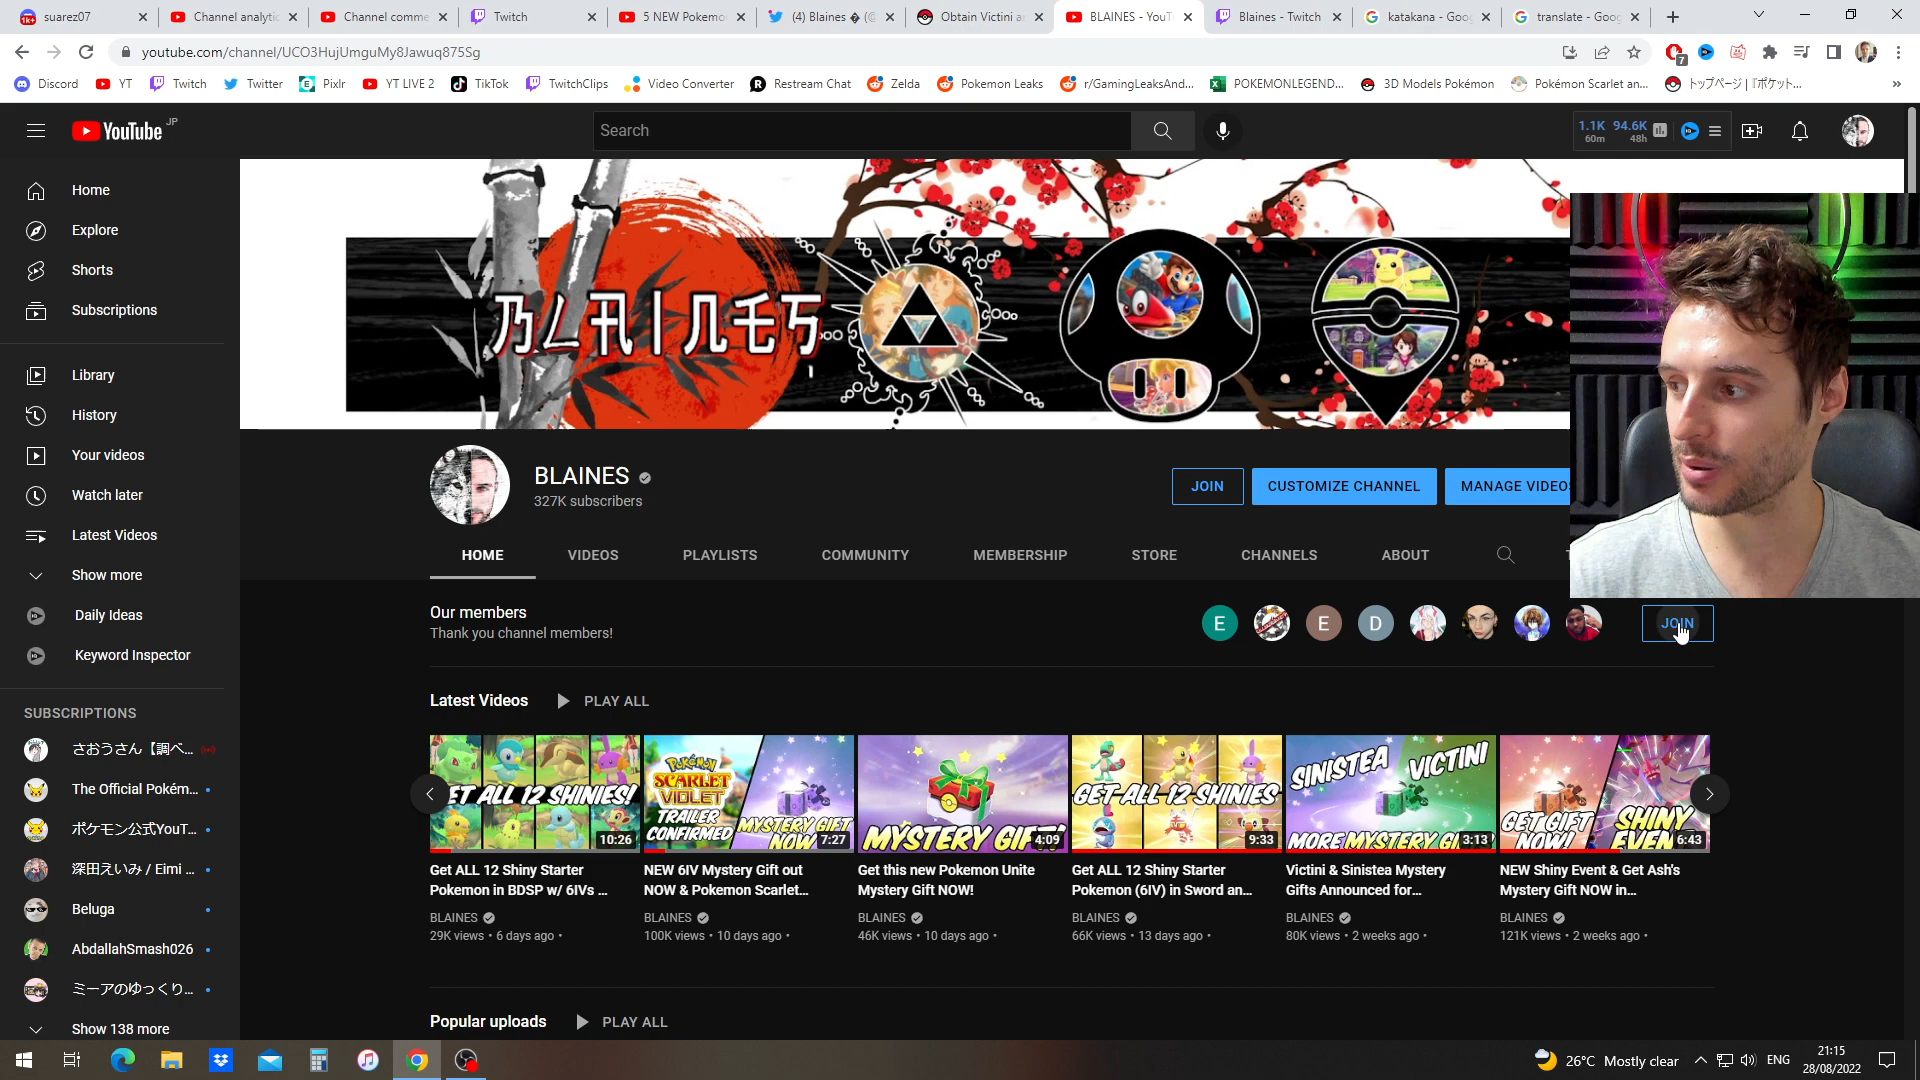 suarez07
Channel analytic
Channel comme
Twitch
5 NEW Pokemo
(4) Blaines � (@
Obtain Victini a
BLAINES - YouT
Blaines - Twitch
katakana - Goog
translate - Goog
youtube.com/channel/UCO3HujUmguMy8Jawuq875Sg
7
Discord
YT
Twitch
Twitter
Pixlr
YT LIVE 2
TikTok
TwitchClips
Video Converter
Restream Chat
Zelda
Pokemon Leaks
r/GamingLeaksAnd...
POKEMONLEGEND...
3D Models Pokémon
Pokémon Scarlet an...
トップページ|『ポケット...
YouTube JP
Search
1.1K 94.6K
60m 48h
Home
Explore
Shorts
Subscriptions
Library
History
Your videos
Watch later
Latest Videos
Show more
Daily Ideas
Keyword Inspector
SUBSCRIPTIONS
さおうさん【調べ...
The Official Pokém...
ポケモン公式YouT...
深田えいみ / Eimi ...
Beluga
AbdallahSmash026
ミーアのゆっくり...
Show 138 more
BLAINES
327K subscribers
JOIN
CUSTOMIZE CHANNEL
MANAGE VIDEOS
HOME
VIDEOS
PLAYLISTS
COMMUNITY
MEMBERSHIP
STORE
CHANNELS
ABOUT
Our members
Thank you channel members!
E
E
D
JOIN
Latest Videos
PLAY ALL
GET ALL 12 SHINIES!
10:26
Get ALL 12 Shiny Starter
Pokemon in BDSP w/ 6IVs ...
BLAINES
29K views • 6 days ago •
POKéMON
SCARLET
VIOLET
TRAILER
CONFIRMED
MYSTERY GIFT
NOW
7:27
NEW 6IV Mystery Gift out
NOW & Pokemon Scarlet...
BLAINES
100K views • 10 days ago •
MYSTERY GIFT
4:09
Get this new Pokemon Unite
Mystery Gift NOW!
BLAINES
46K views • 10 days ago •
GET ALL 12 SHINIES
9:33
Get ALL 12 Shiny Starter
Pokemon (6IV) in Sword an...
BLAINES
66K views • 13 days ago •
SINISTEA
VICTINI
MORE MYSTERY GI
3:13
Victini & Sinistea Mystery
Gifts Announced for...
BLAINES
80K views • 2 weeks ago •
GET GIFT
NOW!
SHINY
EVEN
6:43
NEW Shiny Event & Get Ash's
Mystery Gift NOW in...
BLAINES
121K views • 2 weeks ago •
Popular uploads
PLAY ALL
26°C Mostly clear
ENG
21:15
28/08/2022